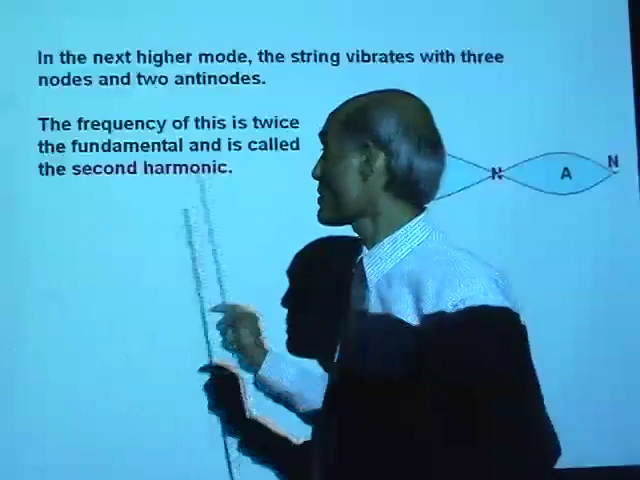 In the next higher mode, the string vibrates with three
nodes and two antinodes.
The frequency of this is twice
the fundamental and is called
the second harmonic.
N A N